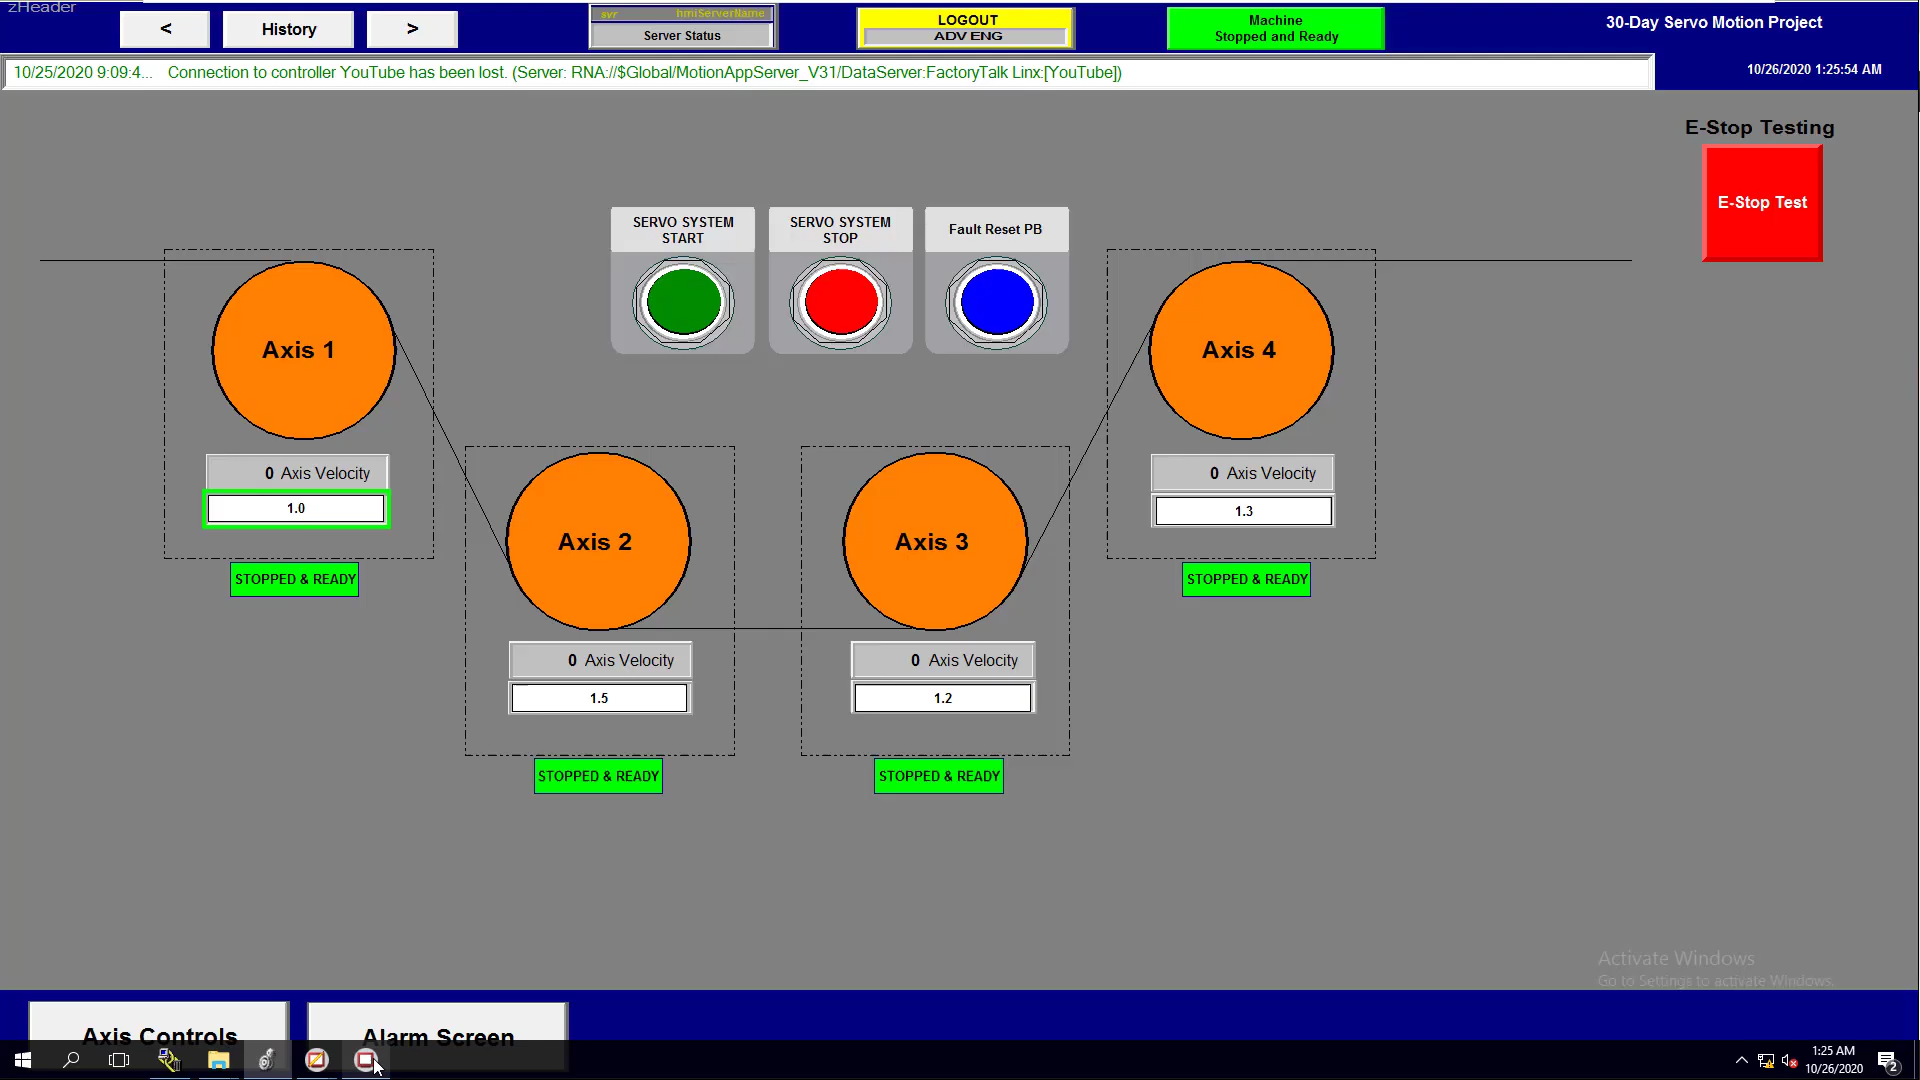 zHeader
<
History
>
svr hmiServerName
Server Status
LOGOUT
ADV ENG
Machine
Stopped and Ready
30-Day Servo Motion Project
10/25/2020 9:09:4... Connection to controller YouTube has been lost. (Server: RNA://$Global/MotionAppServer_V31/DataServer:FactoryTalk Linx:[YouTube])
10/26/2020 1:25:54 AM
E-Stop Testing
E-Stop Test
SERVO SYSTEM
START
SERVO SYSTEM
STOP
Fault Reset PB
Axis 1
0 Axis Velocity
1.0
STOPPED & READY
Axis 2
0 Axis Velocity
1.5
STOPPED & READY
Axis 3
0 Axis Velocity
1.2
STOPPED & READY
Axis 4
0 Axis Velocity
1.3
STOPPED & READY
Activate Windows
Go to Settings to activate Windows.
Axis Controls
Alarm Screen
1:25 AM
10/26/2020
2